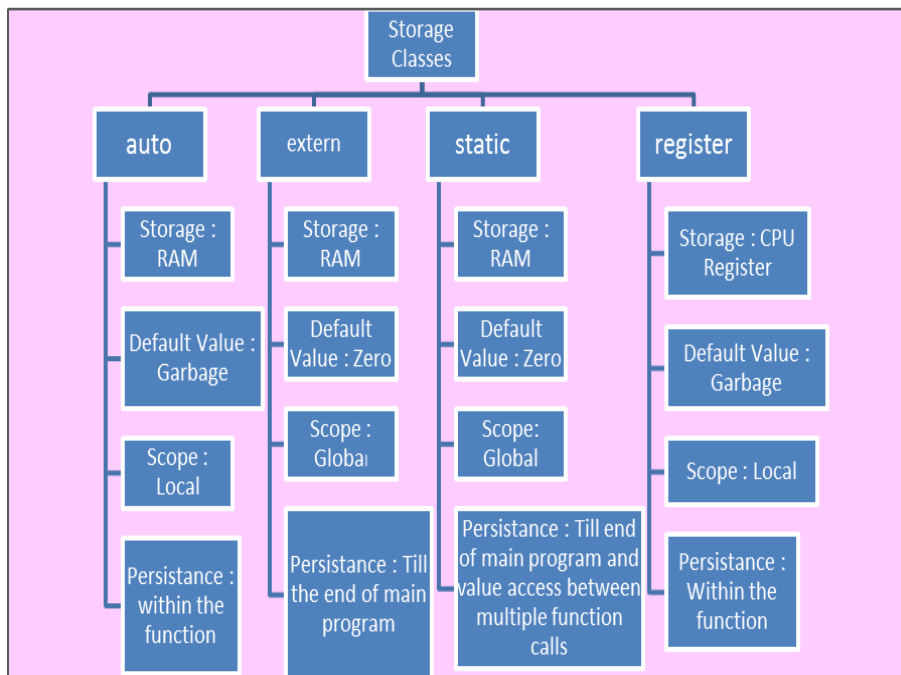 Storage
Classes
auto
Storage :
RAM
Default Value :
Garbage
Scope :
Local
Persistance :
within the
function
extern
Storage :
RAM
Default
Value : Zero
Scope :
Global
Persistance : Till
the end of main
program
static
Storage :
RAM
Default
Value : Zero
Scope:
Global
Persistance : Till end
of main program and
value access between
multiple function
calls
register
Storage : CPU
Register
Default Value :
Garbage
Scope : Local
Persistance :
Within the
function